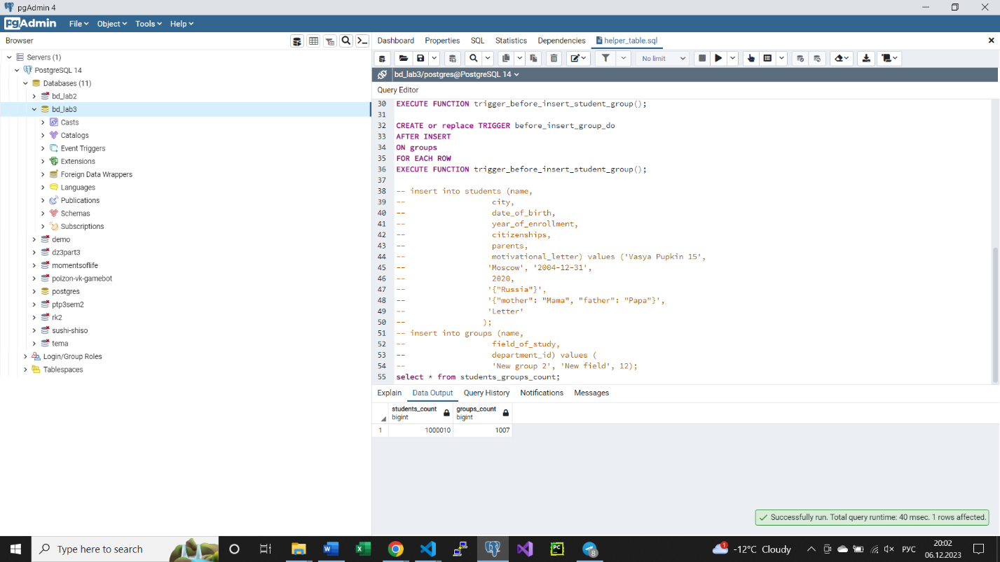 pgAdmin 4
pgAdmin File Object Tools Help
Browser
Dashboard Properties SQL Statistics Dependencies helper_table.sql
Servers (1)
PostgreSQL 14
Databases (11)
bd_lab2
bd_lab3
Casts
Catalogs
Event Triggers
Extensions
Foreign Data Wrappers
Languages
Publications
Schemas
Subscriptions
demo
dz3part3
momentsoflife
poizon-vk-gamebot
postgres
ptp3sem2
rk2
sushi-shiso
tema
Login/Group Roles
Tablespaces
No limit
bd_lab3/postgres@PostgreSQL 14
Query Editor
30 EXECUTE FUNCTION trigger_before_insert_student_group();
31
32 CREATE or replace TRIGGER before_insert_group_do
33 AFTER INSERT
34 ON groups
35 FOR EACH ROW
36 EXECUTE FUNCTION trigger_before_insert_student_group();
37
38 -- insert into students (name,
39 -- city,
40 -- date_of_birth,
41 -- year_of_enrollment,
42 -- citizenships,
43 -- parents,
44 -- motivational_letter) values ('Vasya Pupkin 15',
45 -- 'Moscow', '2004-12-31',
46 -- 2020,
47 -- '{"Russia"}',
48 -- '{"mother": "Mama", "father": "Papa"}',
49 -- 'Letter'
50 -- );
51 -- insert into groups (name,
52 -- field_of_study,
53 -- department_id) values (
54 -- 'New group 2', 'New field', 12);
55 select * from students_groups_count;
Explain Data Output Query History Notifications Messages
students_count groups_count
bigint bigint
1 1000010 1007
Successfully run. Total query runtime: 40 msec. 1 rows affected.
Type here to search
1
8
-12°C Cloudy
РУС
20:02
06.12.2023